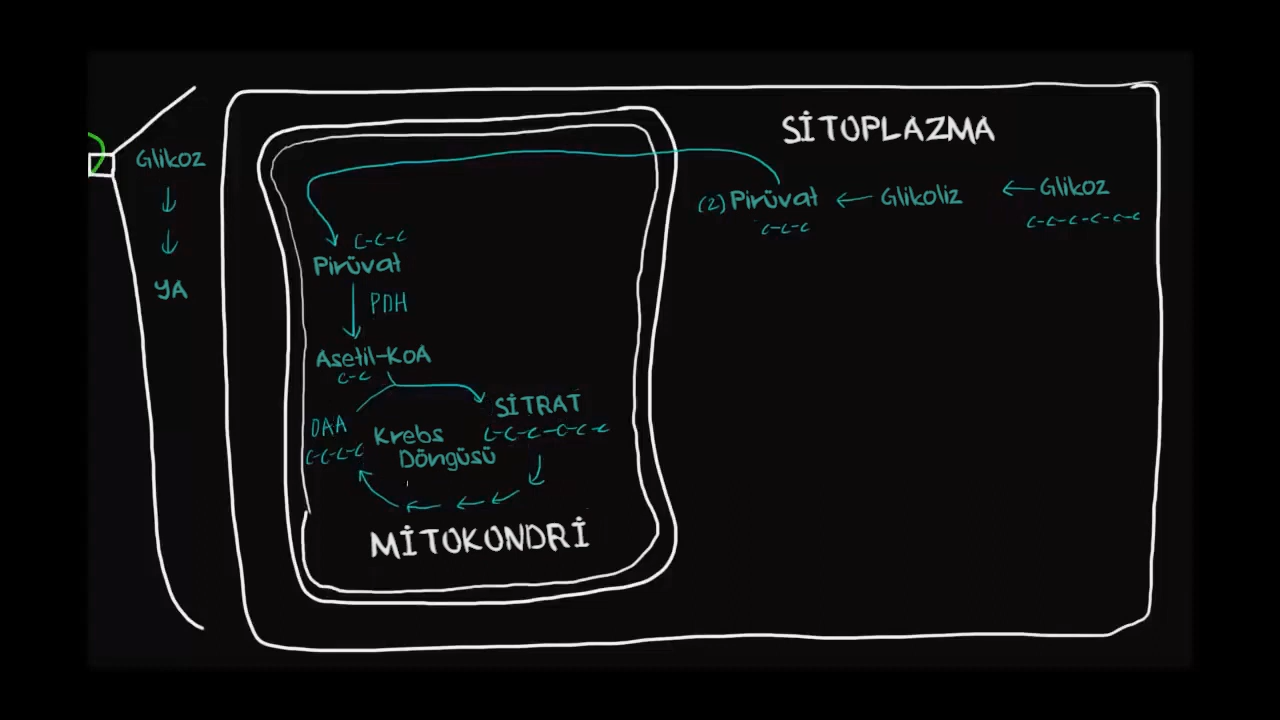 SİTOPLAZMA
Glikoz
YA
(2) Pirüvat ← Glikoliz ← Glikoz
C-C-C
C-C-C-C-C-C
C-C-C
Pirüvat
PDH
Asetil-KoA
C-C
SİTRAT
C-C-C-C-C-C
OAA
C-C-C-C
Krebs
Döngüsü
MİTOKONDRİ